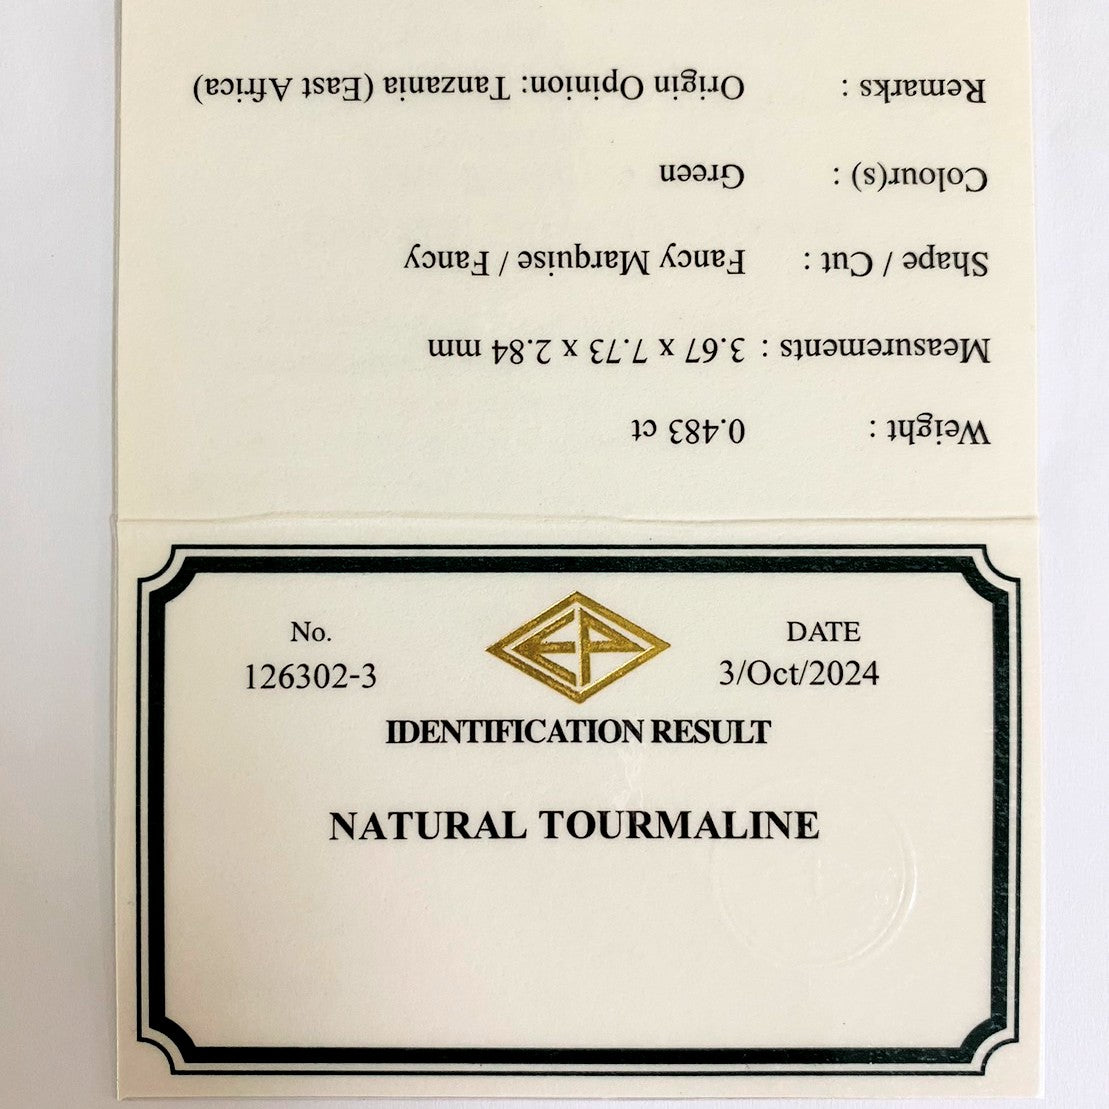 No.
126302-3
EP
DATE
3/Oct/2024
IDENTIFICATION RESULT
NATURAL TOURMALINE
Weight : 0.483 ct
Measurements : 3.67 x 7.73 x 2.84 mm
Shape / Cut : Fancy Marquise / Fancy
Colour(s) : Green
Remarks : Origin Opinion: Tanzania (East Africa)